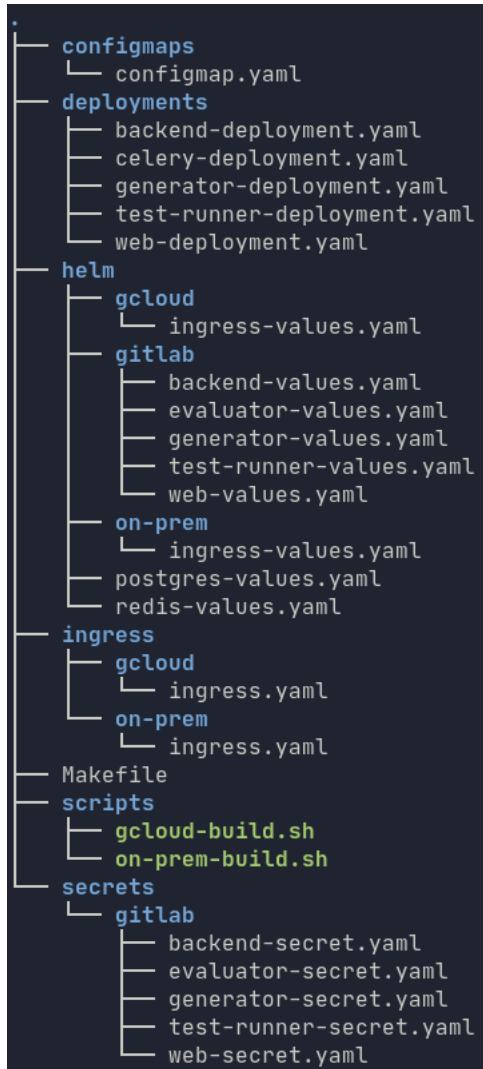 .
├── configmaps
│   └── configmap.yaml
├── deployments
│   ├── backend-deployment.yaml
│   ├── celery-deployment.yaml
│   ├── generator-deployment.yaml
│   ├── test-runner-deployment.yaml
│   └── web-deployment.yaml
├── helm
│   ├── gcloud
│   │   └── ingress-values.yaml
│   ├── gitlab
│   │   ├── backend-values.yaml
│   │   ├── evaluator-values.yaml
│   │   ├── generator-values.yaml
│   │   ├── test-runner-values.yaml
│   │   └── web-values.yaml
│   ├── on-prem
│   │   └── ingress-values.yaml
│   ├── postgres-values.yaml
│   └── redis-values.yaml
├── ingress
│   ├── gcloud
│   │   └── ingress.yaml
│   └── on-prem
│       └── ingress.yaml
├── Makefile
├── scripts
│   ├── gcloud-build.sh
│   └── on-prem-build.sh
└── secrets
    └── gitlab
        ├── backend-secret.yaml
        ├── evaluator-secret.yaml
        ├── generator-secret.yaml
        ├── test-runner-secret.yaml
        └── web-secret.yaml